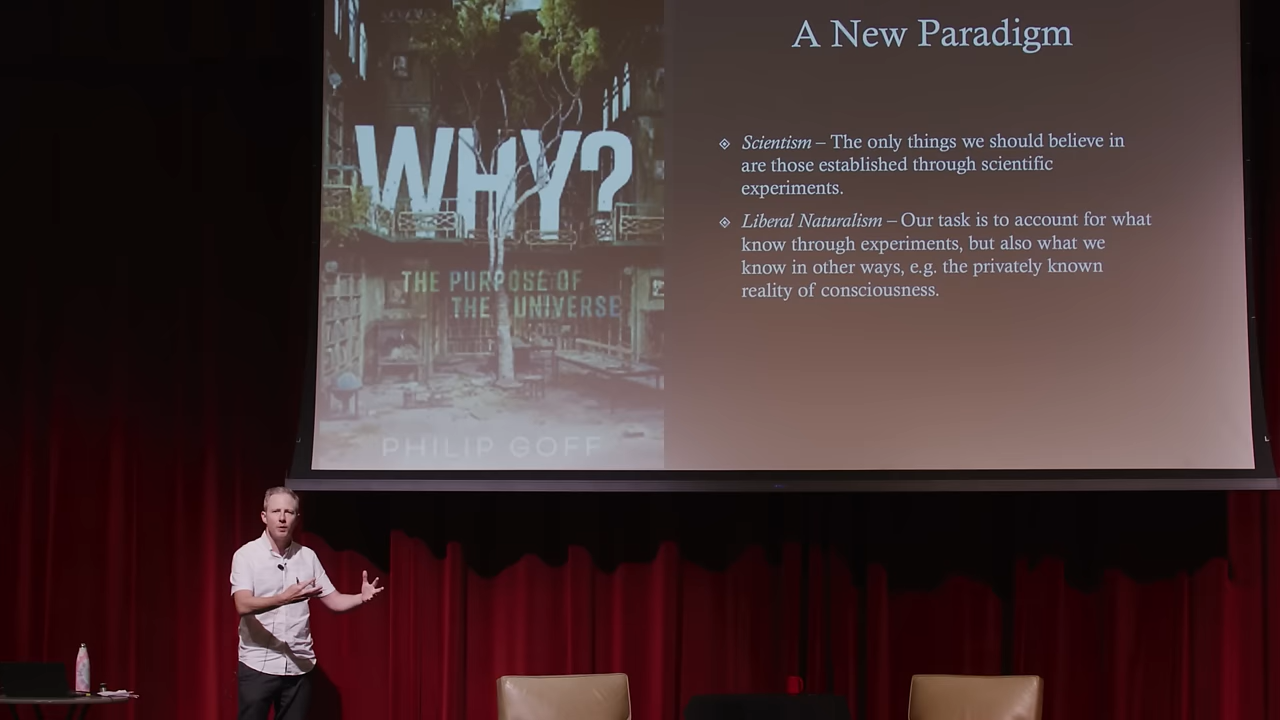 WHY?
THE PURPOSE OF
THE UNIVERSE
PHILIP GOFF
A New Paradigm
Scientism – The only things we should believe in
are those established through scientific
experiments.
Liberal Naturalism – Our task is to account for what
know through experiments, but also what we
know in other ways, e.g. the privately known
reality of consciousness.